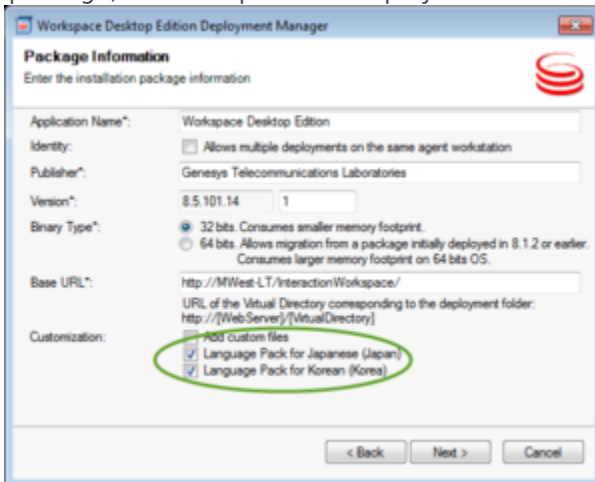 Workspace Desktop Edition Deployment Manager
Package Information
Enter the installation package information
Application Name*: Workspace Desktop Edition
Identity: Allows multiple deployments on the same agent workstation
Publisher*: Genesys Telecommunications Laboratories
Version*: 8.5.101.14 1
Binary Type*: 32 bits. Consumes smaller memory footprint.
64 bits. Allows migration from a package initially deployed in 8.1.2 or earlier.
Consumes larger memory footprint on 64 bits OS.
Base URL*: http://MWest-LT/InteractionWorkspace/
URL of the Virtual Directory corresponding to the deployment folder:
http://[WebServer]/[VirtualDirectory]
Customization: Add custom files
Language Pack for Japanese (Japan)
Language Pack for Korean (Korea)
< Back Next > Cancel